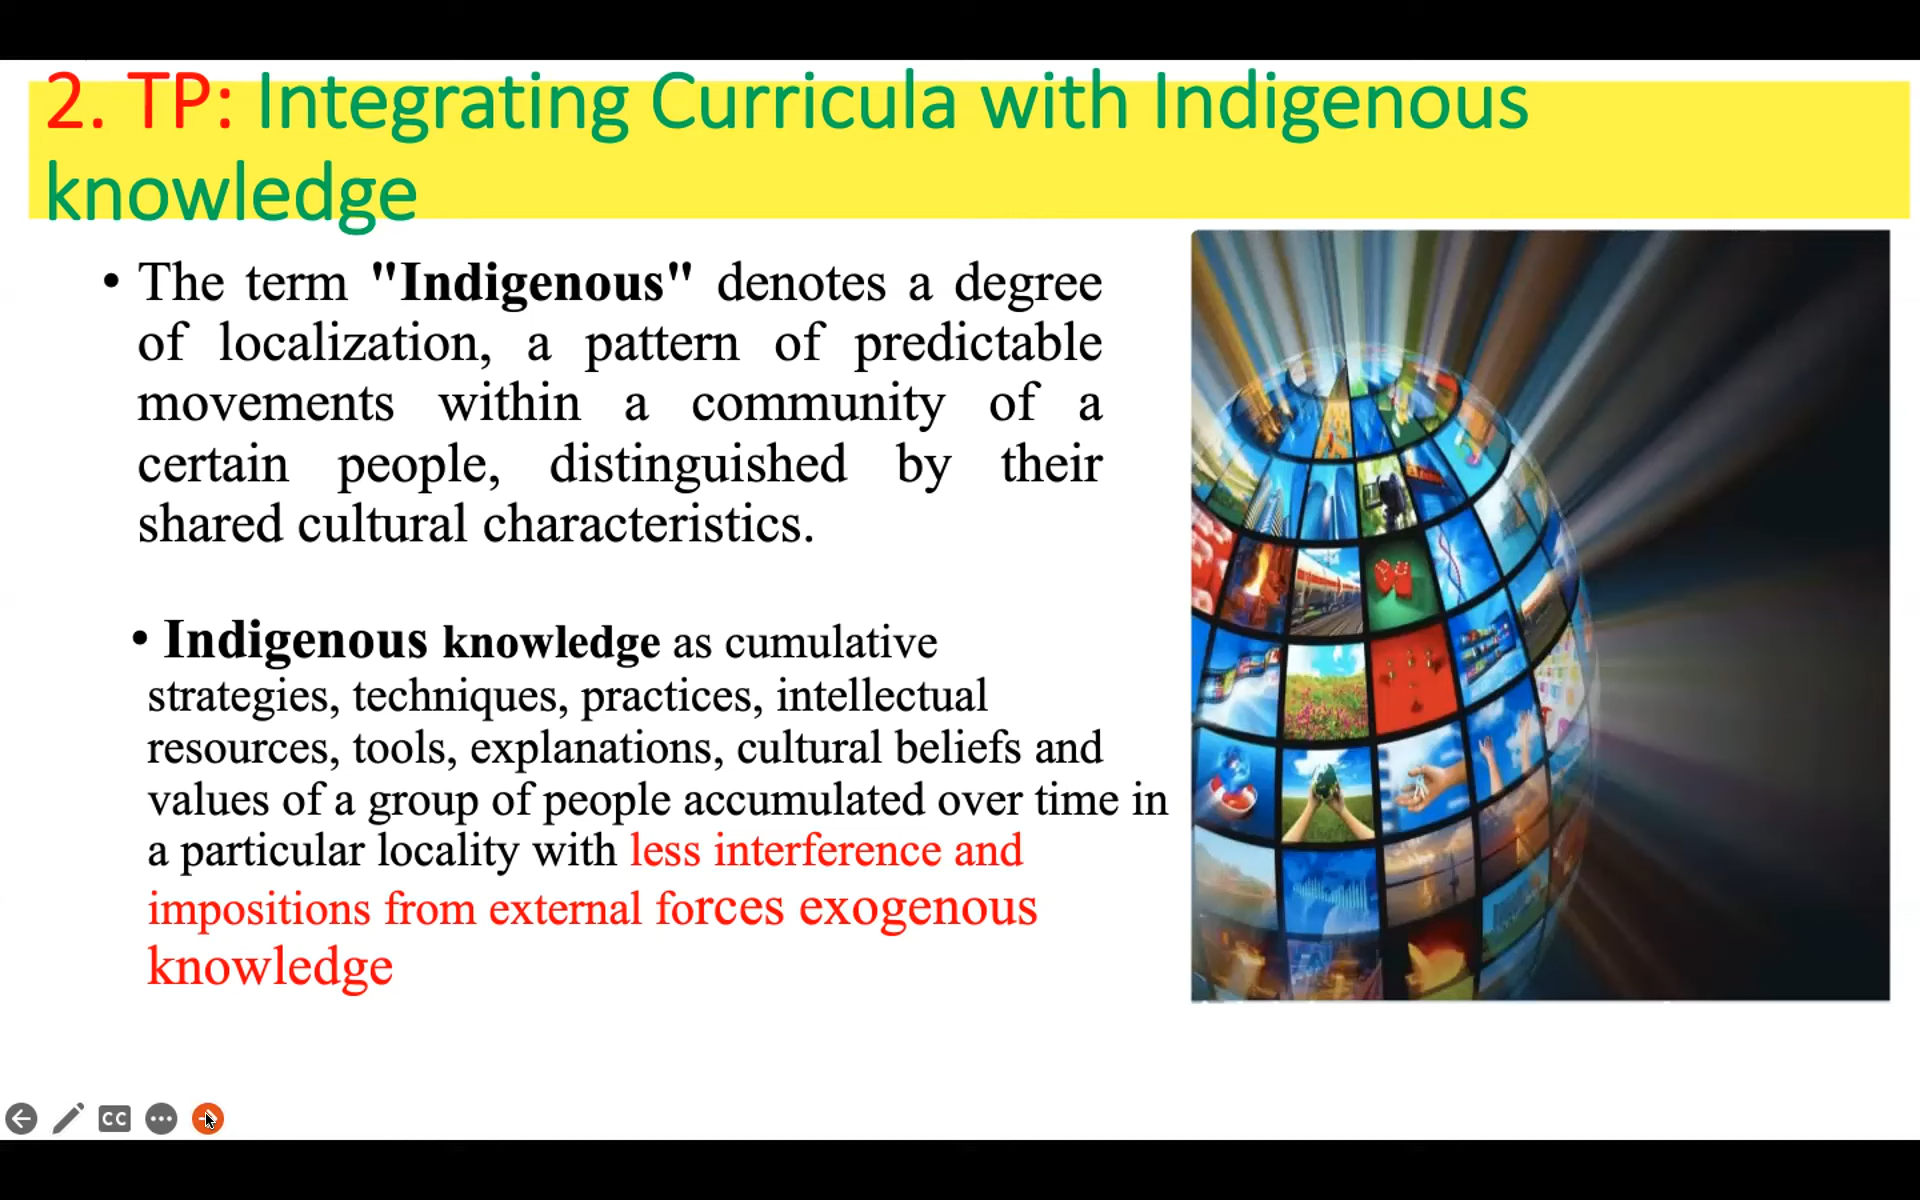 2. TP: Integrating Curricula with Indigenous
knowledge
• The term "Indigenous" denotes a degree
of localization, a pattern of predictable
movements within a community of a
certain people, distinguished by their
shared cultural characteristics.
• Indigenous knowledge as cumulative
strategies, techniques, practices, intellectual
resources, tools, explanations, cultural beliefs and
values of a group of people accumulated over time in
a particular locality with less interference and
impositions from external forces exogenous
knowledge
CC